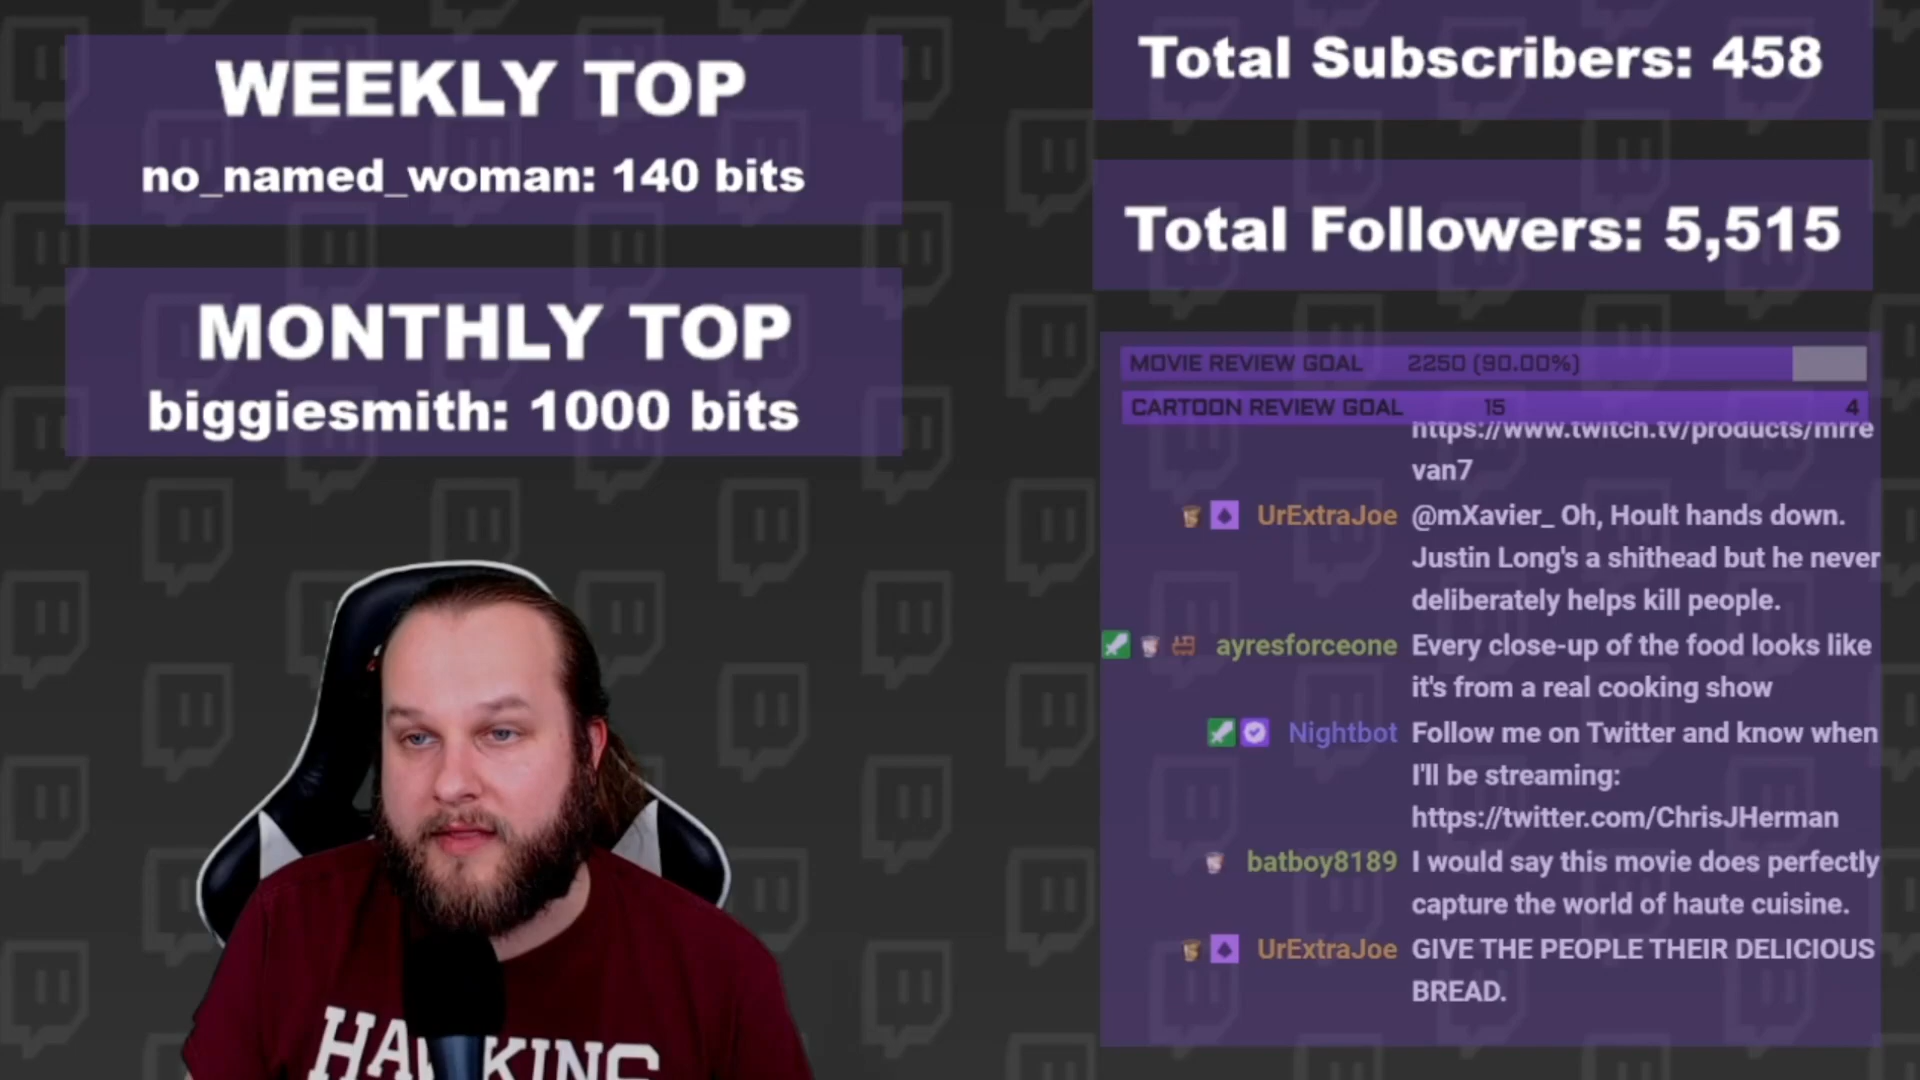 WEEKLY TOP
no_named_woman: 140 bits
MONTHLY TOP
biggiesmith: 1000 bits
Total Subscribers: 458
Total Followers: 5,515
MOVIE REVIEW GOAL 2250 (90.00%)
CARTOON REVIEW GOAL 15 4
https://www.twitch.tv/products/mrre
van7
UrExtraJoe @mXavier_ Oh, Hoult hands down.
Justin Long's a shithead but he never
deliberately helps kill people.
ayresforceone Every close-up of the food looks like
it's from a real cooking show
Nightbot Follow me on Twitter and know when
I'll be streaming:
https://twitter.com/ChrisJHerman
batboy8189 I would say this movie does perfectly
capture the world of haute cuisine.
UrExtraJoe GIVE THE PEOPLE THEIR DELICIOUS
BREAD.